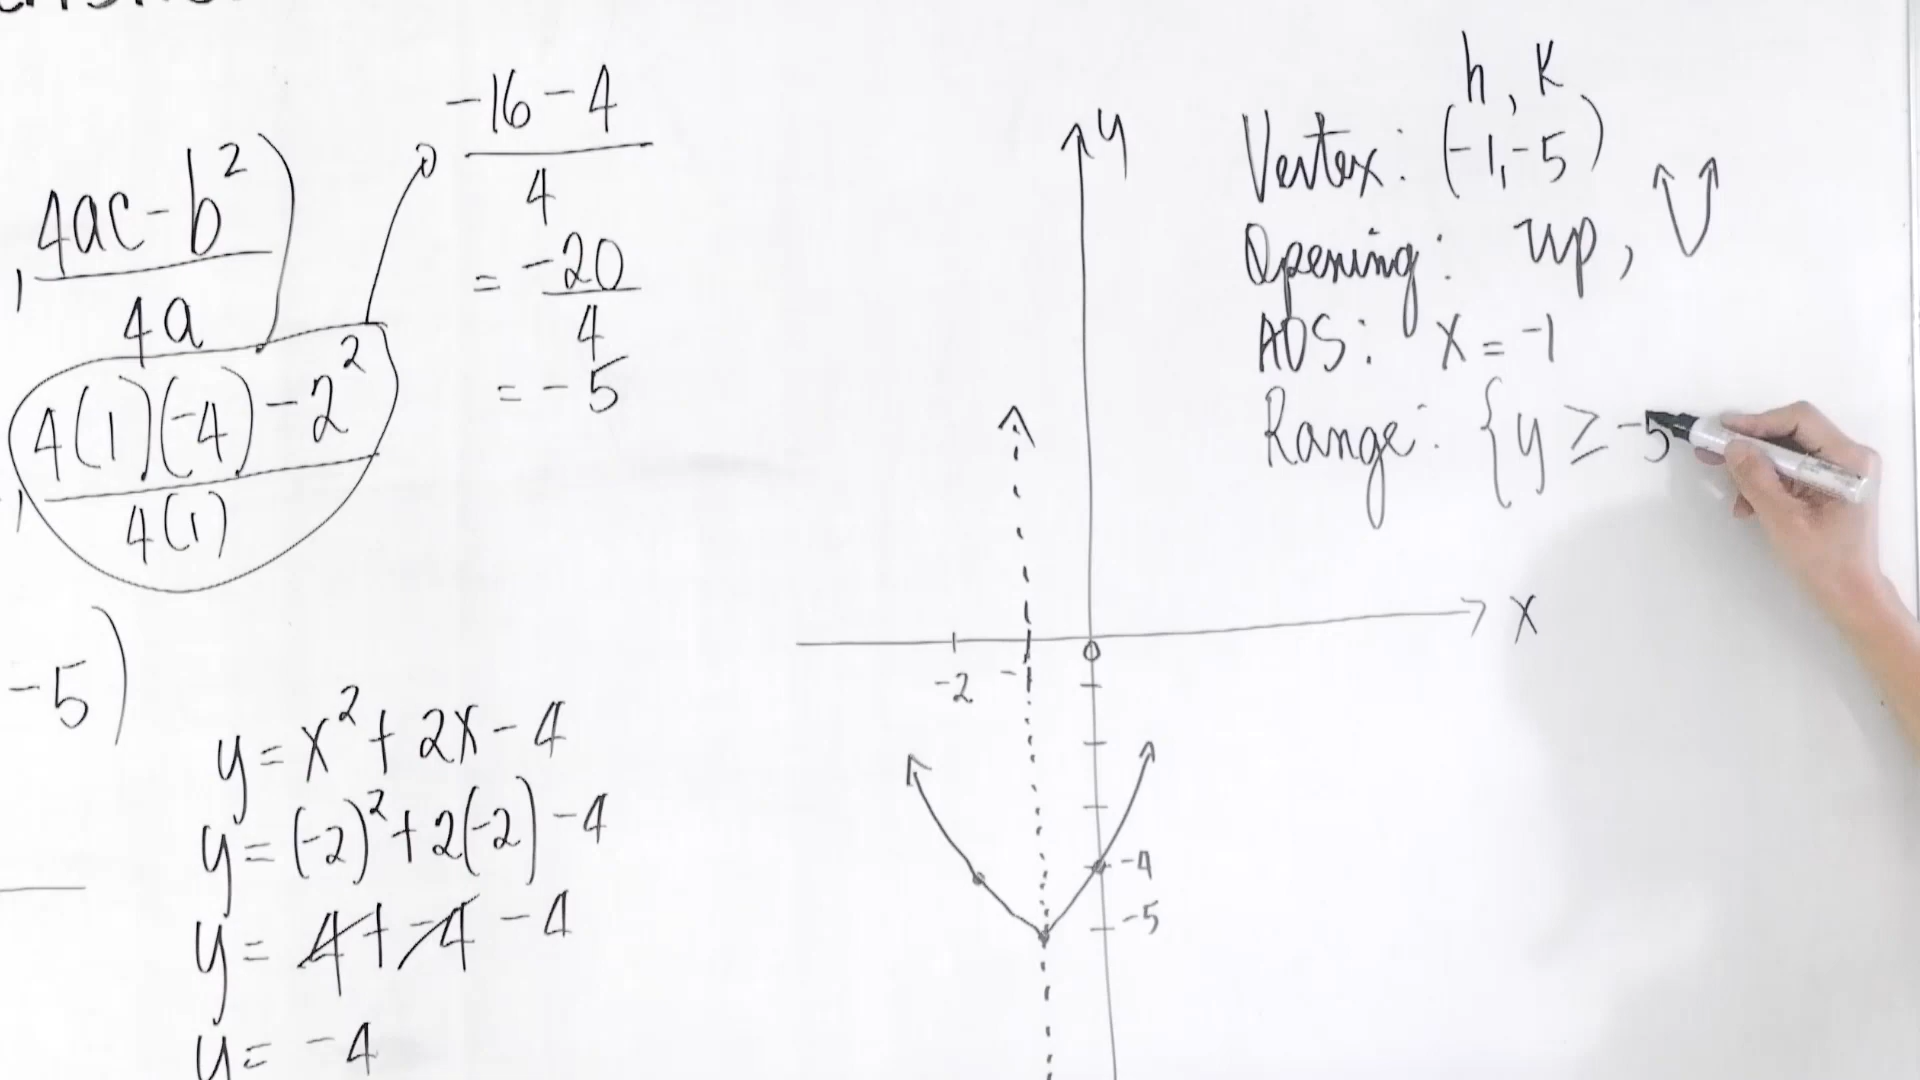 4ac - b²
1
4a
4(1)(-4) - 2²
1
4(1)
-16 - 4
4
= -20
4
= -5
-5)
y = x² + 2x - 4
y = (-2)² + 2(-2) - 4
y = 4 + -4 - 4
y = -4
y
x
-2 -1 0
-4
-5
h, k
Vertex: (-1, -5)
Opening: up,
AOS: x = -1
Range: {y ≥ -5